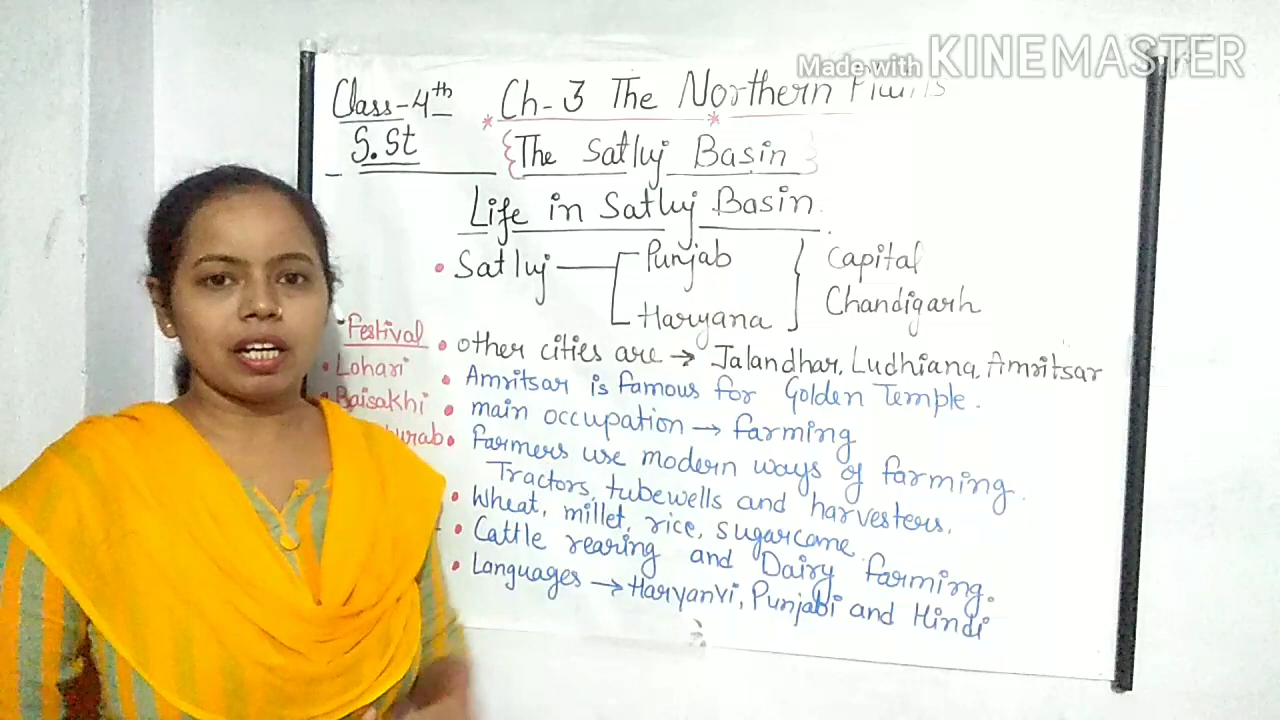 Made with KINEMASTER
Class-4th
S.St
Ch-3 The Northern Plains
{The Satluj Basin}
Life in Satluj Basin
• Satluj
Punjab
Haryana
Capital
Chandigarh
• other cities are → Jalandhar, Ludhiana, Amritsar
• Amritsar is famous for Golden Temple.
• main occupation → farming
• farmers use modern ways of farming.
Tractors, tubewells and harvesters.
• Wheat, millet, rice, sugarcane
• Cattle rearing and Dairy farming.
• Languages → Haryanvi, Punjabi and Hindi
Festival
• Lohari
• Baisakhi